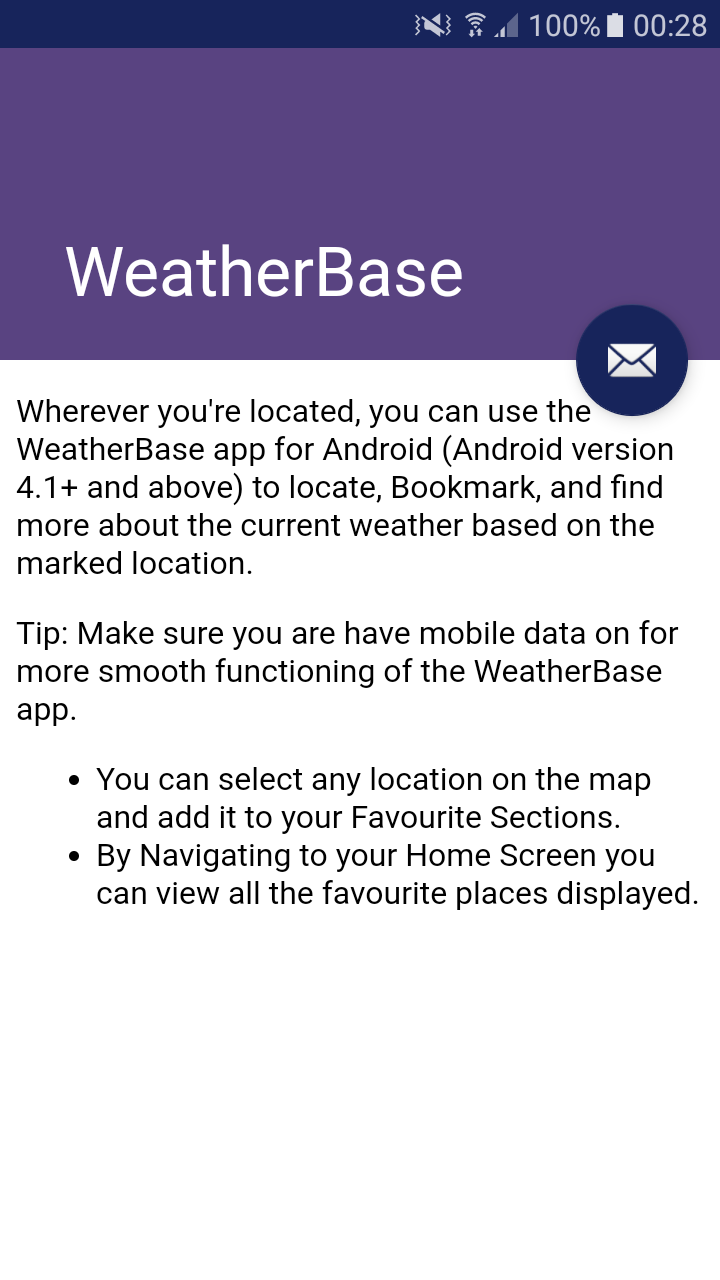 100% 00:28
WeatherBase
Wherever you're located, you can use the
WeatherBase app for Android (Android version
4.1+ and above) to locate, Bookmark, and find
more about the current weather based on the
marked location.
Tip: Make sure you are have mobile data on for
more smooth functioning of the WeatherBase
app.
• You can select any location on the map
and add it to your Favourite Sections.
• By Navigating to your Home Screen you
can view all the favourite places displayed.